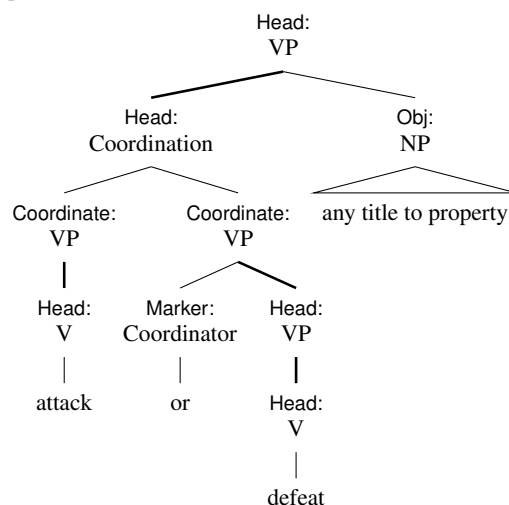 Head:
VP
Head:
Coordination
Obj:
NP
Coordinate:
VP
Coordinate:
VP
any title to property
Head:
V
Marker:
Coordinator
Head:
VP
attack
or
Head:
V
defeat